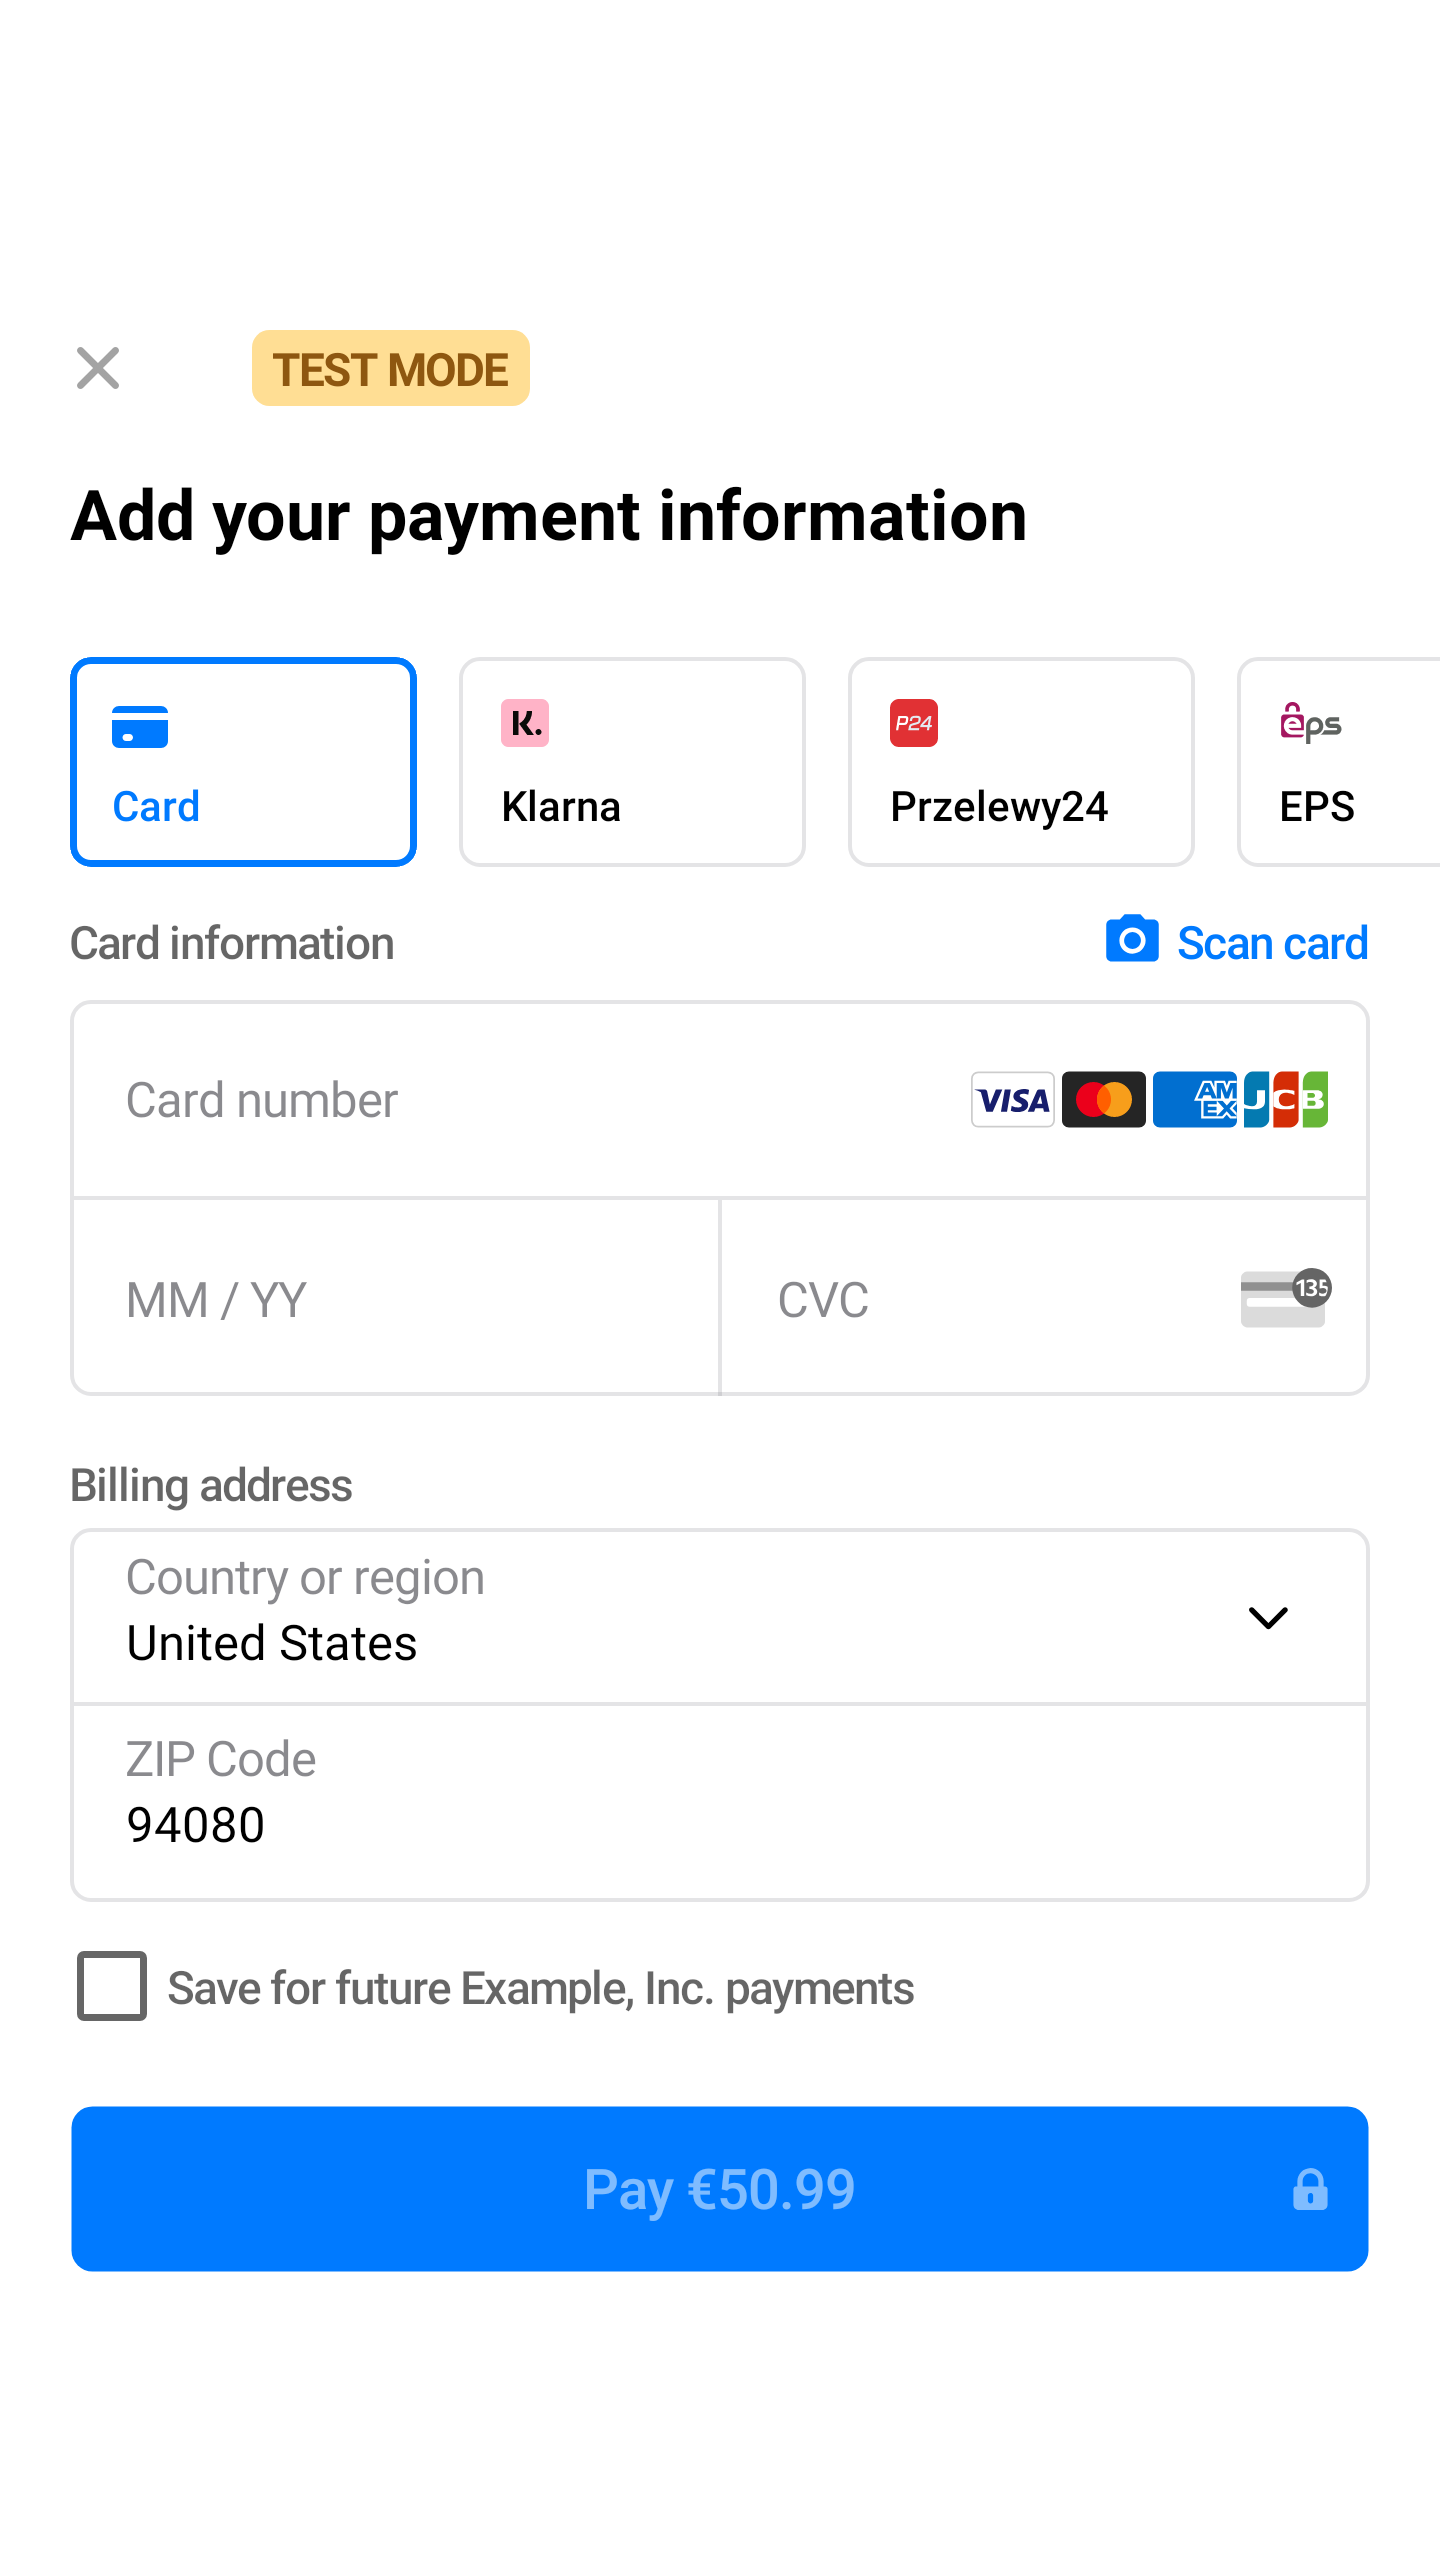 TEST MODE
Add your payment information
K.
P24
eps
Card
Klarna
Przelewy24
EPS
Card information
Scan card
Card number
VISA
AM
EX
JCB
MM / YY
CVC
135
Billing address
Country or region
United States
ZIP Code
94080
Save for future Example, Inc. payments
Pay €50.99